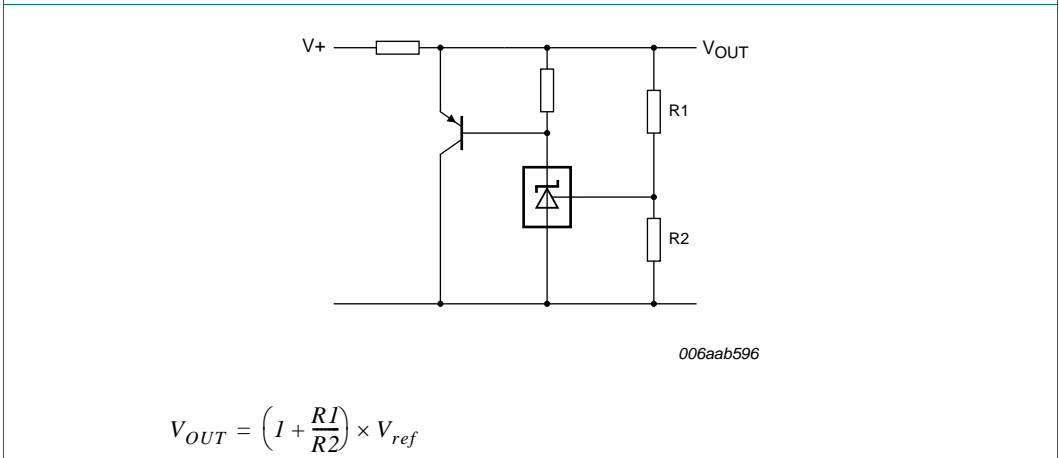 V+ VOUT
R1
R2
006aab596
VOUT = (1 + R1/R2) × Vref